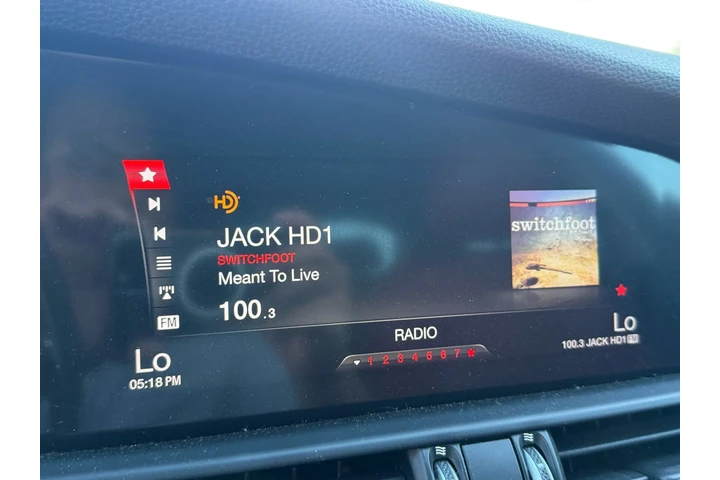 HD
JACK HD1
SWITCHFOOT
Meant To Live
100.3
FM
switchfoot
RADIO
1 2 3 4 5 6 7
Lo
05:18 PM
Lo
100.3 JACK HD1 FM